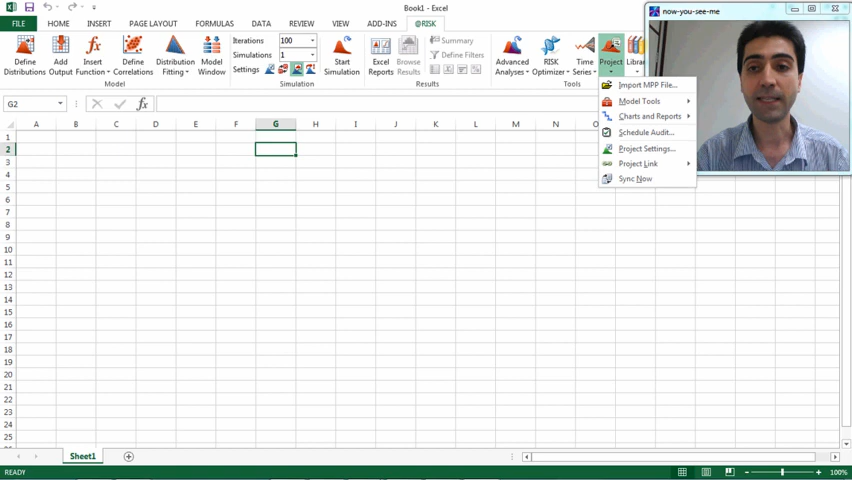 Book1 - Excel
now-you-see-me
FILE HOME INSERT PAGE LAYOUT FORMULAS DATA REVIEW VIEW ADD-INS @RISK
Define Distributions
Add Output
Insert Function
Define Correlations
Distribution Fitting
Model Window
Model
Iterations 100
Simulations 1
Settings
Start Simulation
Simulation
Excel Reports
Browse Results
Summary
Define Filters
Results
Advanced Analyses
RISK Optimizer
Time Series
Project
Tools
Import MPP File...
Model Tools
Charts and Reports
Schedule Audit...
Project Settings...
Project Link
Sync Now
G2
fx
A B C D E F G H I J K L M N O
1
2
3
4
5
6
7
8
9
10
11
12
13
14
15
16
17
18
19
20
21
22
23
24
25
Sheet1
READY
100%